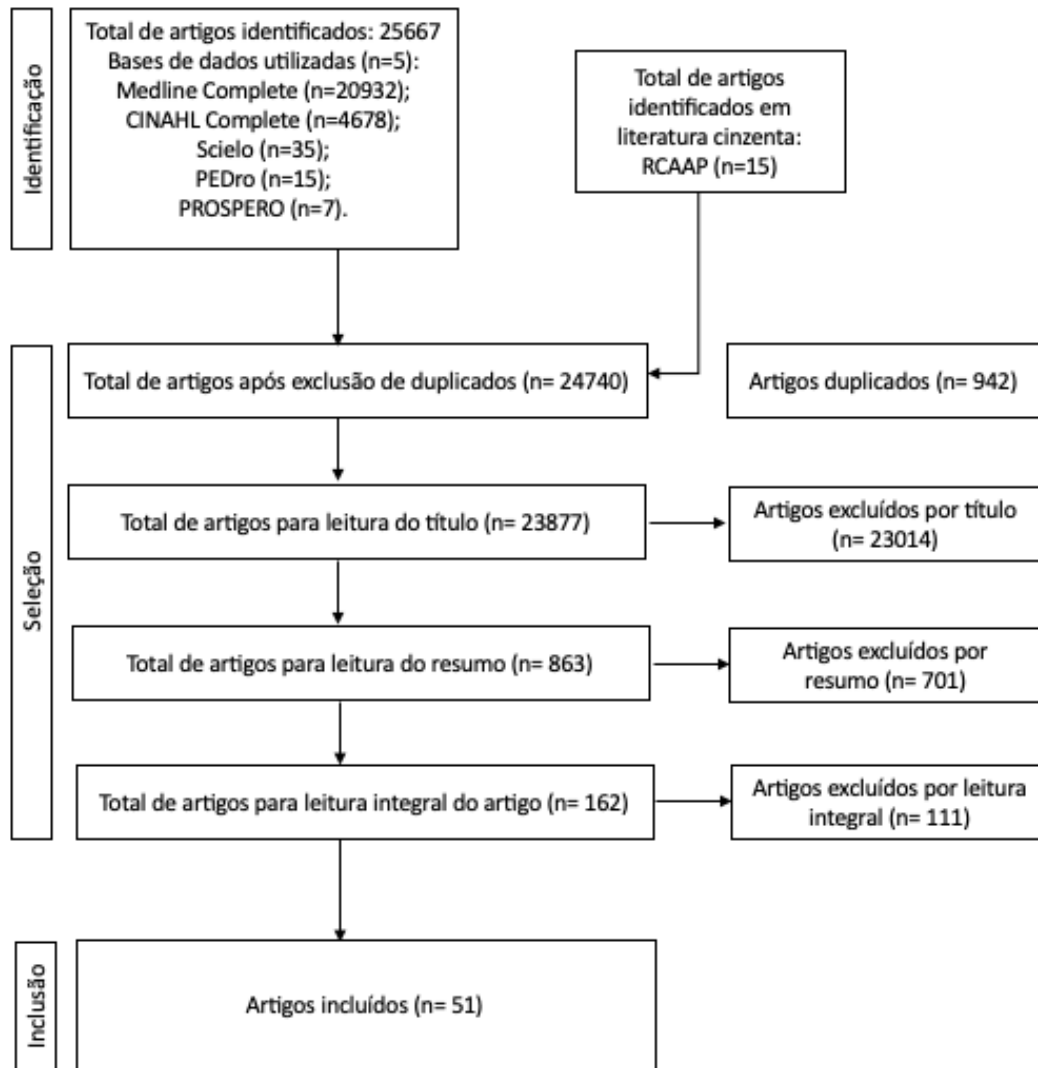 Identificação
Total de artigos identificados: 25667
Bases de dados utilizadas (n=5):
Medline Complete (n=20932);
CINAHL Complete (n=4678);
Scielo (n=35);
PEDro (n=15);
PROSPERO (n=7).
Total de artigos
identificados em
literatura cinzenta:
RCAAP (n=15)
Seleção
Total de artigos após exclusão de duplicados (n= 24740)
Artigos duplicados (n= 942)
Total de artigos para leitura do título (n= 23877)
Artigos excluídos por título
(n= 23014)
Total de artigos para leitura do resumo (n= 863)
Artigos excluídos por
resumo (n= 701)
Total de artigos para leitura integral do artigo (n= 162)
Artigos excluídos por leitura
integral (n= 111)
Inclusão
Artigos incluídos (n= 51)